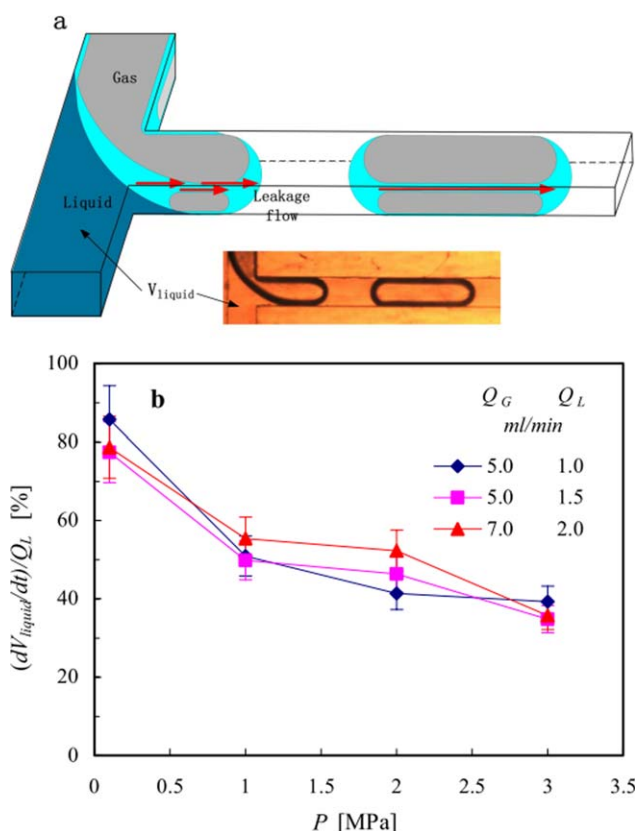 a
Gas
Liquid
Leakage
flow
V_liquid
b
100
80
60
40
20
0
(dV_liquid/dt)/Q_L [%]
Q_G Q_L
ml/min
5.0 1.0
5.0 1.5
7.0 2.0
0 0.5 1 1.5 2 2.5 3 3.5
P [MPa]